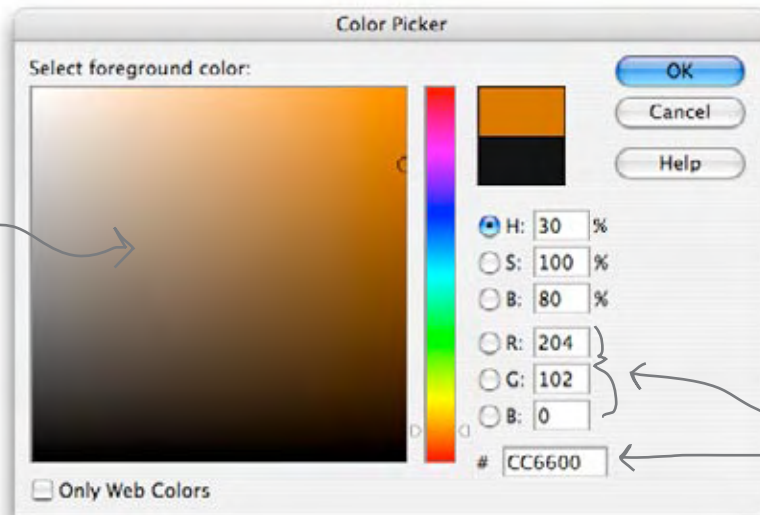 Color Picker
Select foreground color:
OK
Cancel
Help
H: 30 %
S: 100 %
B: 80 %
R: 204
G: 102
B: 0
# CC6600
Only Web Colors